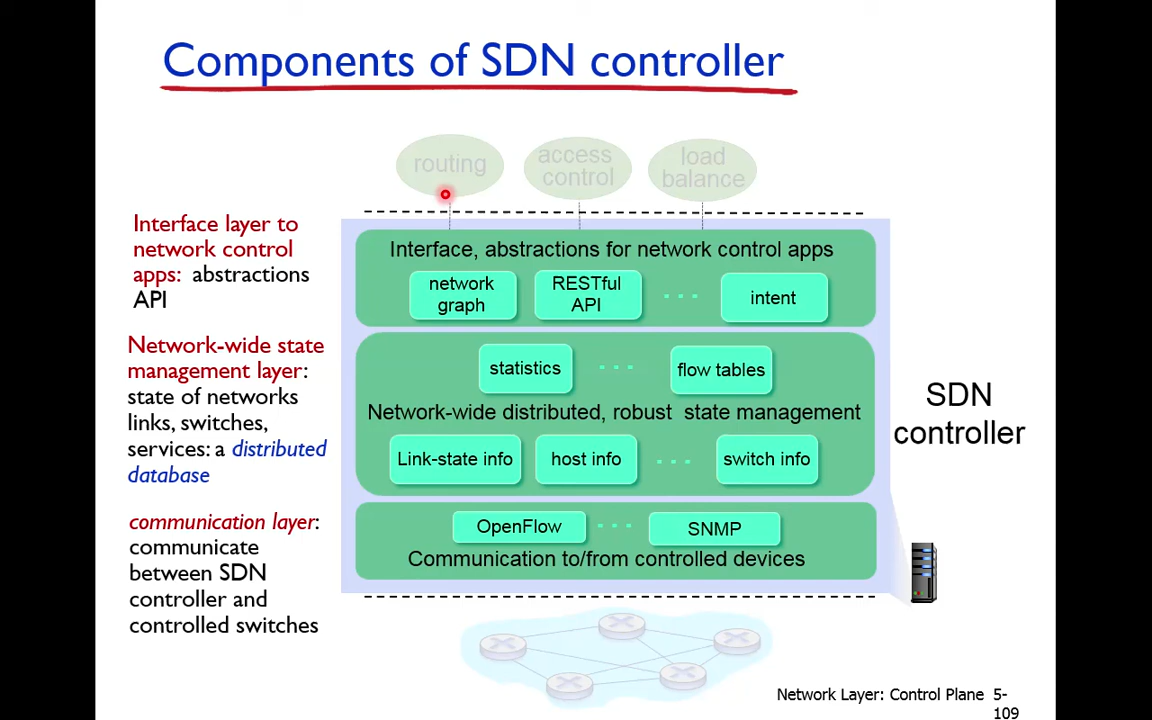 Components of SDN controller
routing
access
control
load
balance
Interface layer to
network control
apps: abstractions
API
Interface, abstractions for network control apps
network
graph
RESTful
API
. . .
intent
Network-wide state
management layer:
state of networks
links, switches,
services: a distributed
database
statistics
. . .
flow tables
Network-wide distributed, robust state management
Link-state info
host info
. . .
switch info
SDN
controller
communication layer:
communicate
between SDN
controller and
controlled switches
OpenFlow
. . .
SNMP
Communication to/from controlled devices
Network Layer: Control Plane 5-
109